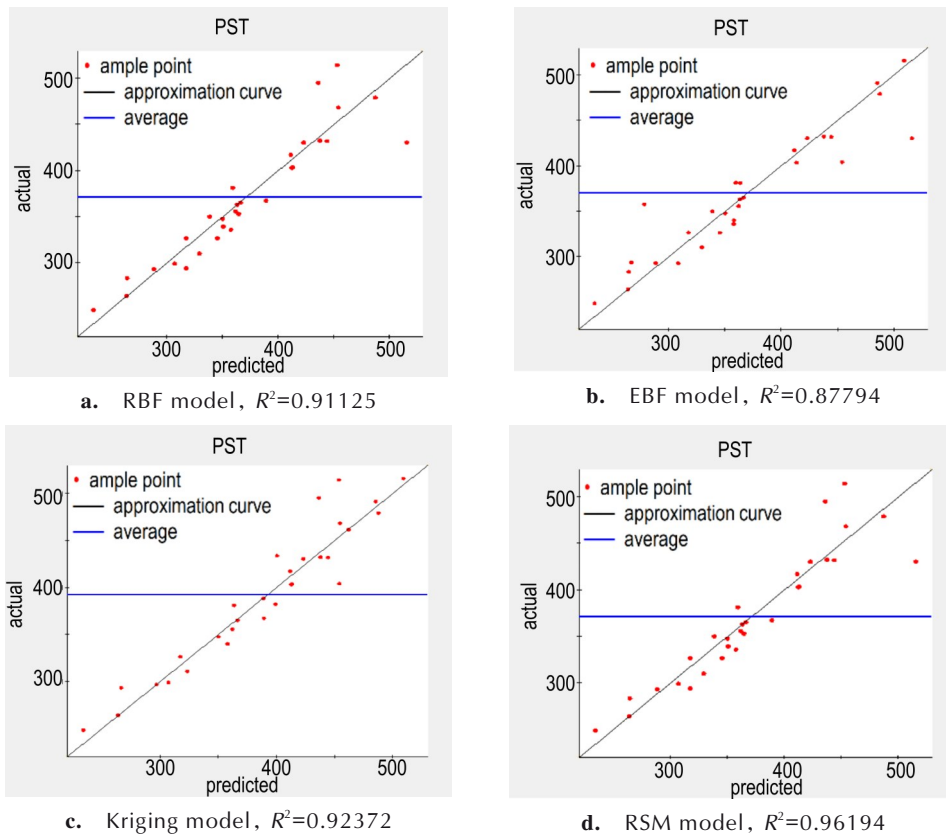 PST
500
400
300
ample point
approximation curve
average
actual
300
400
500
predicted
a. RBF model, R²=0.91125
PST
500
400
300
ample point
approximation curve
average
actual
300
400
500
predicted
b. EBF model, R²=0.87794
PST
500
400
300
ample point
approximation curve
average
actual
300
400
500
predicted
c. Kriging model, R²=0.92372
PST
500
400
300
ample point
approximation curve
average
actual
300
400
500
predicted
d. RSM model, R²=0.96194